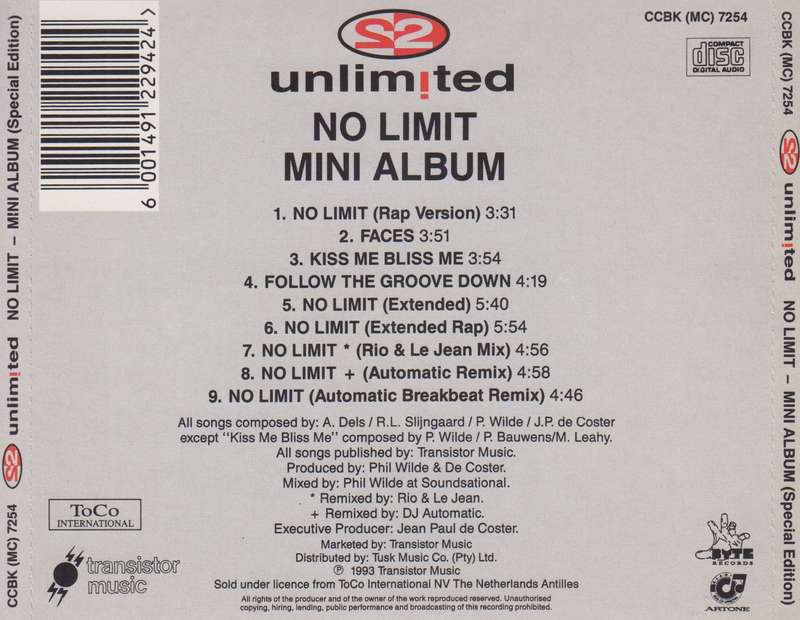 CCBK (MC) 7254
COMPACT
disc
DIGITAL AUDIO
6 001491 229424 >
2
unlimited
NO LIMIT
MINI ALBUM
1. NO LIMIT (Rap Version) 3:31
2. FACES 3:51
3. KISS ME BLISS ME 3:54
4. FOLLOW THE GROOVE DOWN 4:19
5. NO LIMIT (Extended) 5:40
6. NO LIMIT (Extended Rap) 5:54
7. NO LIMIT * (Rio & Le Jean Mix) 4:56
8. NO LIMIT + (Automatic Remix) 4:58
9. NO LIMIT (Automatic Breakbeat Remix) 4:46
All songs composed by: A. Dels / R.L. Slijngaard / P. Wilde / J.P. de Coster
except "Kiss Me Bliss Me" composed by P. Wilde / P. Bauwens/M. Leahy.
All songs published by: Transistor Music.
Produced by: Phil Wilde & De Coster.
Mixed by: Phil Wilde at Soundsational.
* Remixed by: Rio & Le Jean.
+ Remixed by: DJ Automatic.
Executive Producer: Jean Paul de Coster.
Marketed by: Transistor Music
Distributed by: Tusk Music Co. (Pty) Ltd.
℗ 1993 Transistor Music
Sold under licence from ToCo International NV The Netherlands Antilles
All rights of the producer and of the owner of the work reproduced reserved. Unauthorised
copying, hiring, lending, public performance and broadcasting of this recording prohibited.
ToCo
INTERNATIONAL
transistor
music
BYTE
RECORDS
ARTONE
CCBK (MC) 7254 2 unlimited NO LIMIT – MINI ALBUM (Special Edition)
CCBK (MC) 7254 2 unlimited NO LIMIT – MINI ALBUM (Special Edition)